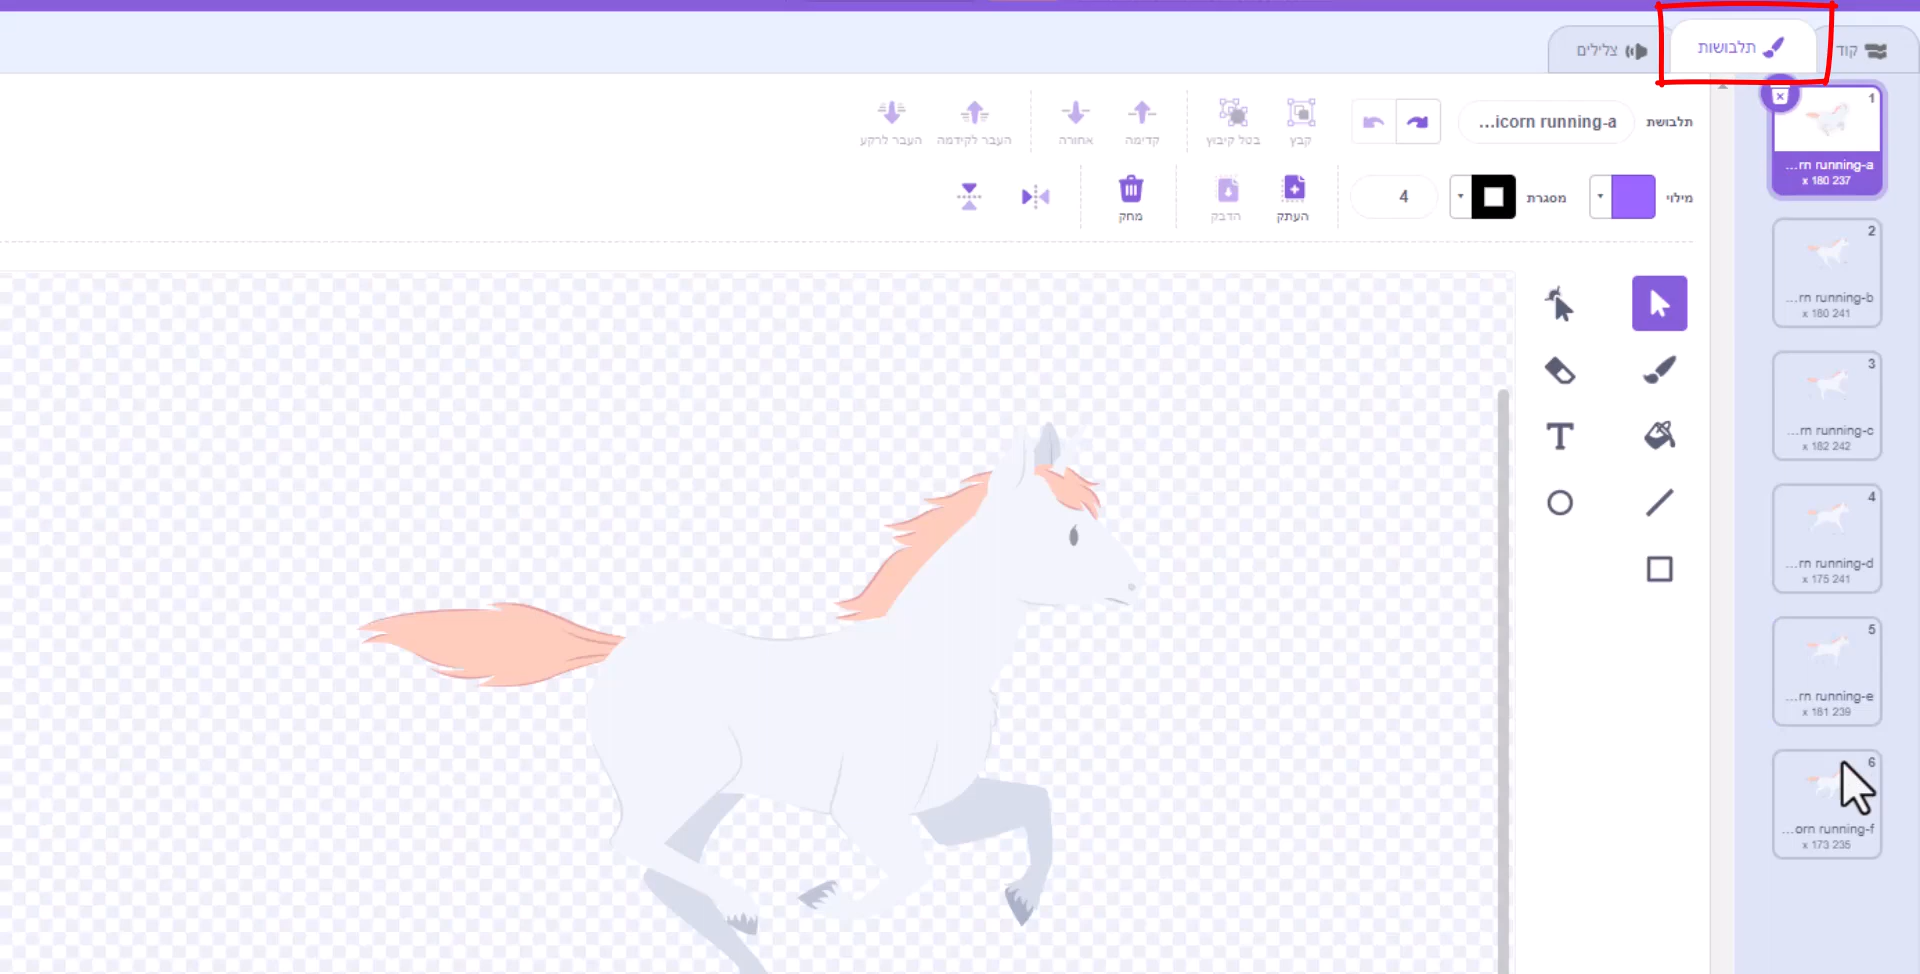 קוד
תלבושות
צלילים
תלבושת
...icorn running-a
קבץ
בטל קיבוץ
קדימה
אחורה
העבר לקידמה
העבר לרקע
מילוי
מסגרת
4
העתק
הדבק
מחק
T
1
...rn running-a
237 x 180
2
...rn running-b
241 x 180
3
...rn running-c
242 x 182
4
...rn running-d
241 x 175
5
...rn running-e
239 x 181
6
...orn running-f
235 x 173